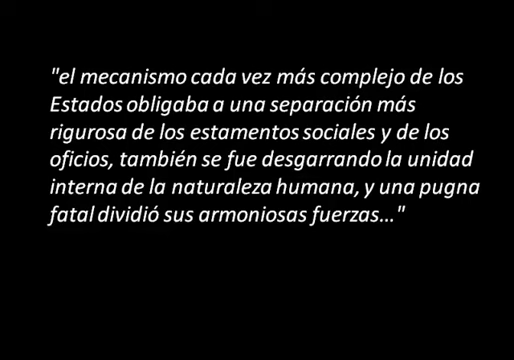 "el mecanismo cada vez más complejo de los
Estados obligaba a una separación más
rigurosa de los estamentos sociales y de los
oficios, también se fue desgarrando la unidad
interna de la naturaleza humana, y una pugna
fatal dividió sus armoniosas fuerzas..."